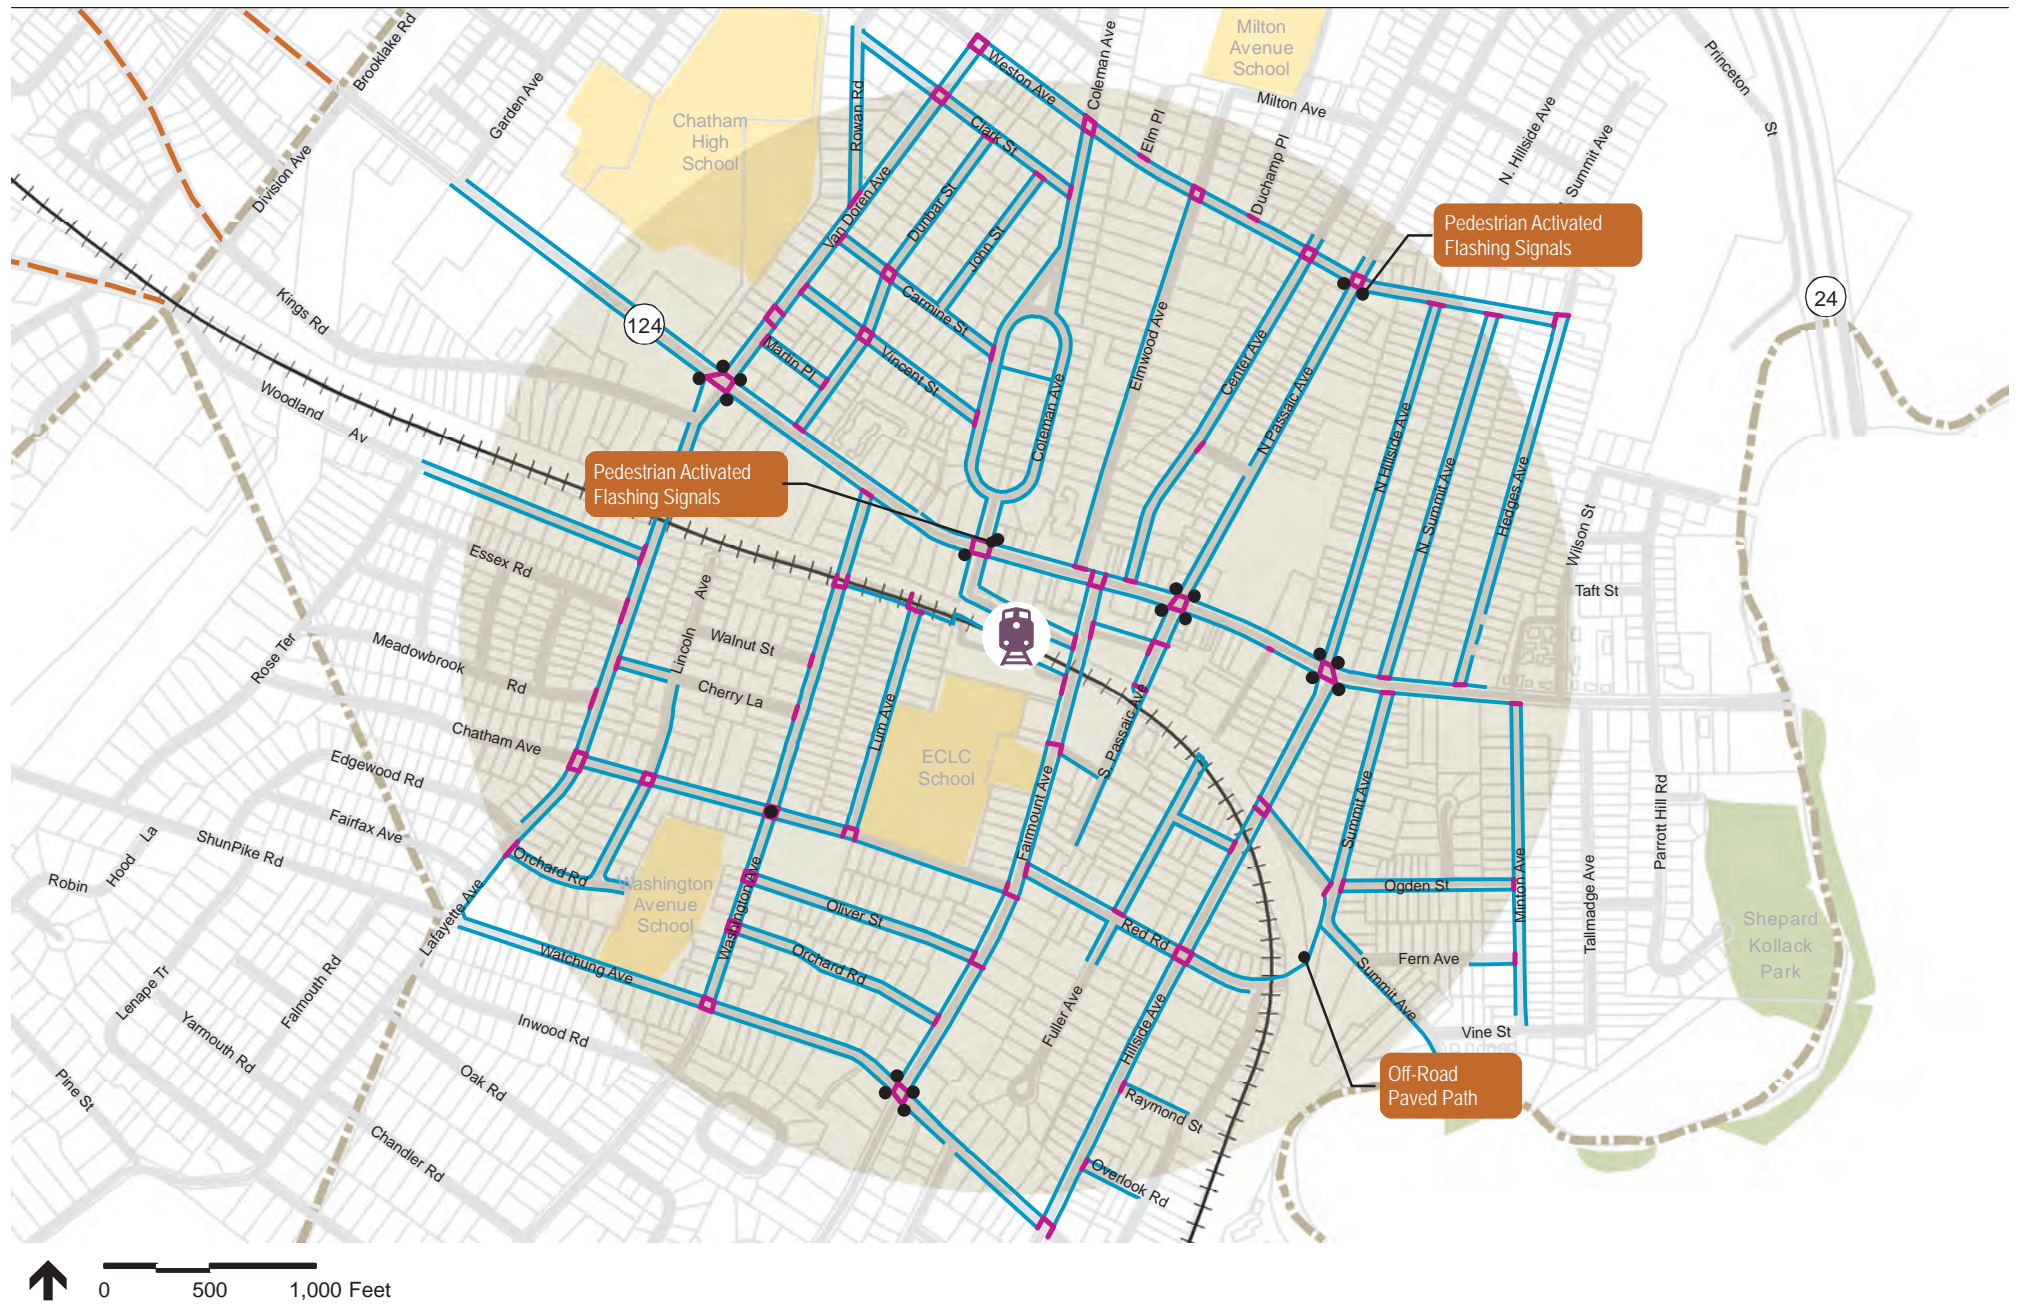 Brooklake Rd
Garden Ave
Division Ave
Chatham
High
School
Rowan Rd
Weston Ave
Coleman Ave
Milton
Avenue
School
Milton Ave
Elm Pl
Duchamp Pl
N. Hillside Ave
Summit Ave
Princeton
St
Clark St
Van Doren Ave
Dunbar St
John St
Pedestrian Activated
Flashing Signals
24
Kings Rd
124
Carmine St
Martin Pl
Vincent St
Elmwood Ave
Center Ave
N Passaic Ave
Coleman Ave
N Hillside Ave
N. Summit Ave
Hedges Ave
Woodland
Av
Pedestrian Activated
Flashing Signals
Wilson St
Taft St
Essex Rd
Ave
Lincoln
Walnut St
Cherry La
Rose Ter
Meadowbrook
Rd
Chatham Ave
Edgewood Rd
Fairfax Ave
Lum Ave
ECLC
School
S. Passaic Ave
Fairmount Ave
Summit Ave
Parrott Hill Rd
Minton Ave
Tallmadge Ave
ShunPike Rd
Hood La
Robin
Orchard Rd
Washington
Avenue
School
Washington Ave
Oliver St
Orchard Rd
Lafayette Ave
Watchung Ave
Red Rd
Ogden St
Fern Ave
Summit Ave
Vine St
Shepard
Kollack
Park
Lenape Tr
Falmouth Rd
Yarmouth Rd
Inwood Rd
Oak Rd
Pine St
Chandler Rd
Fuller Ave
Hillside Ave
Raymond St
Overlook Rd
Off-Road
Paved Path
0 500 1,000 Feet